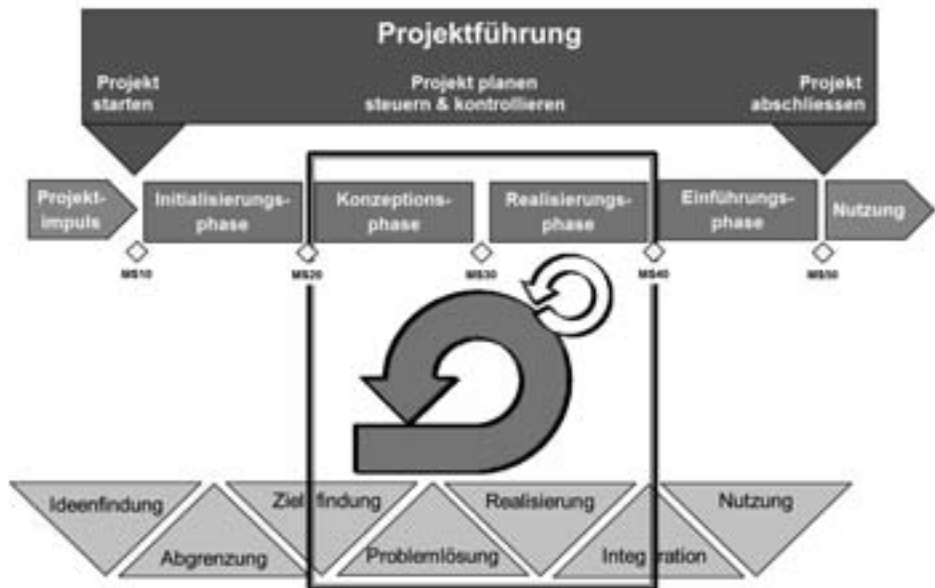 Projektführung
Projekt
starten
Projekt planen
steuern & kontrollieren
Projekt
abschliessen
Projekt-
impuls
Initialisierungs-
phase
Konzeptions-
phase
Realisierungs-
phase
Einführungs-
phase
Nutzung
MS10
MS20
MS30
MS40
MS50
Ideenfindung
Abgrenzung
Zielfindung
Problemlösung
Realisierung
Integration
Nutzung